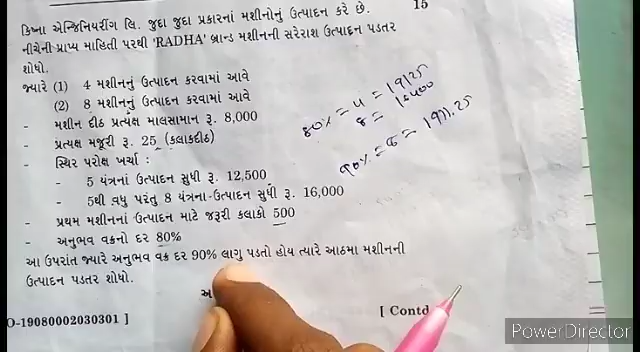 ક્રિષ્ના એન્જિનિયરીંગ લિ. જુદા જુદા પ્રકારનાં મશીનોનું ઉત્પાદન કરે છે. 15
નીચેની પ્રાપ્ય માહિતી પરથી 'RADHA' બ્રાન્ડ મશીનની સરેરાશ ઉત્પાદન પડતર
શોધો.
જ્યારે (1) 4 મશીનનું ઉત્પાદન કરવામાં આવે
(2) 8 મશીનનું ઉત્પાદન કરવામાં આવે
- મશીન દીઠ પ્રત્યક્ષ માલસામાન રૂ. 8,000
- પ્રત્યક્ષ મજૂરી રૂ. 25 (કલાકદીઠ)
- સ્થિર પરોક્ષ ખર્ચા :
- 5 યંત્રનાં ઉત્પાદન સુધી રૂ. 12,500
- 5થી વધુ પરંતુ 8 યંત્રના ઉત્પાદન સુધી રૂ. 16,000
- પ્રથમ મશીનનાં ઉત્પાદન માટે જરૂરી કલાકો 500
- અનુભવ વક્રનો દર 80%
આ ઉપરાંત જ્યારે અનુભવ વક્ર દર 90% લાગુ પડતો હોય ત્યારે આઠમા મશીનની
ઉત્પાદન પડતર શોધો.
80% = 4 = 19125
8 = 16400
90% = 8 =
અ
[ Contd
O-19080002030301 ]
PowerDirector